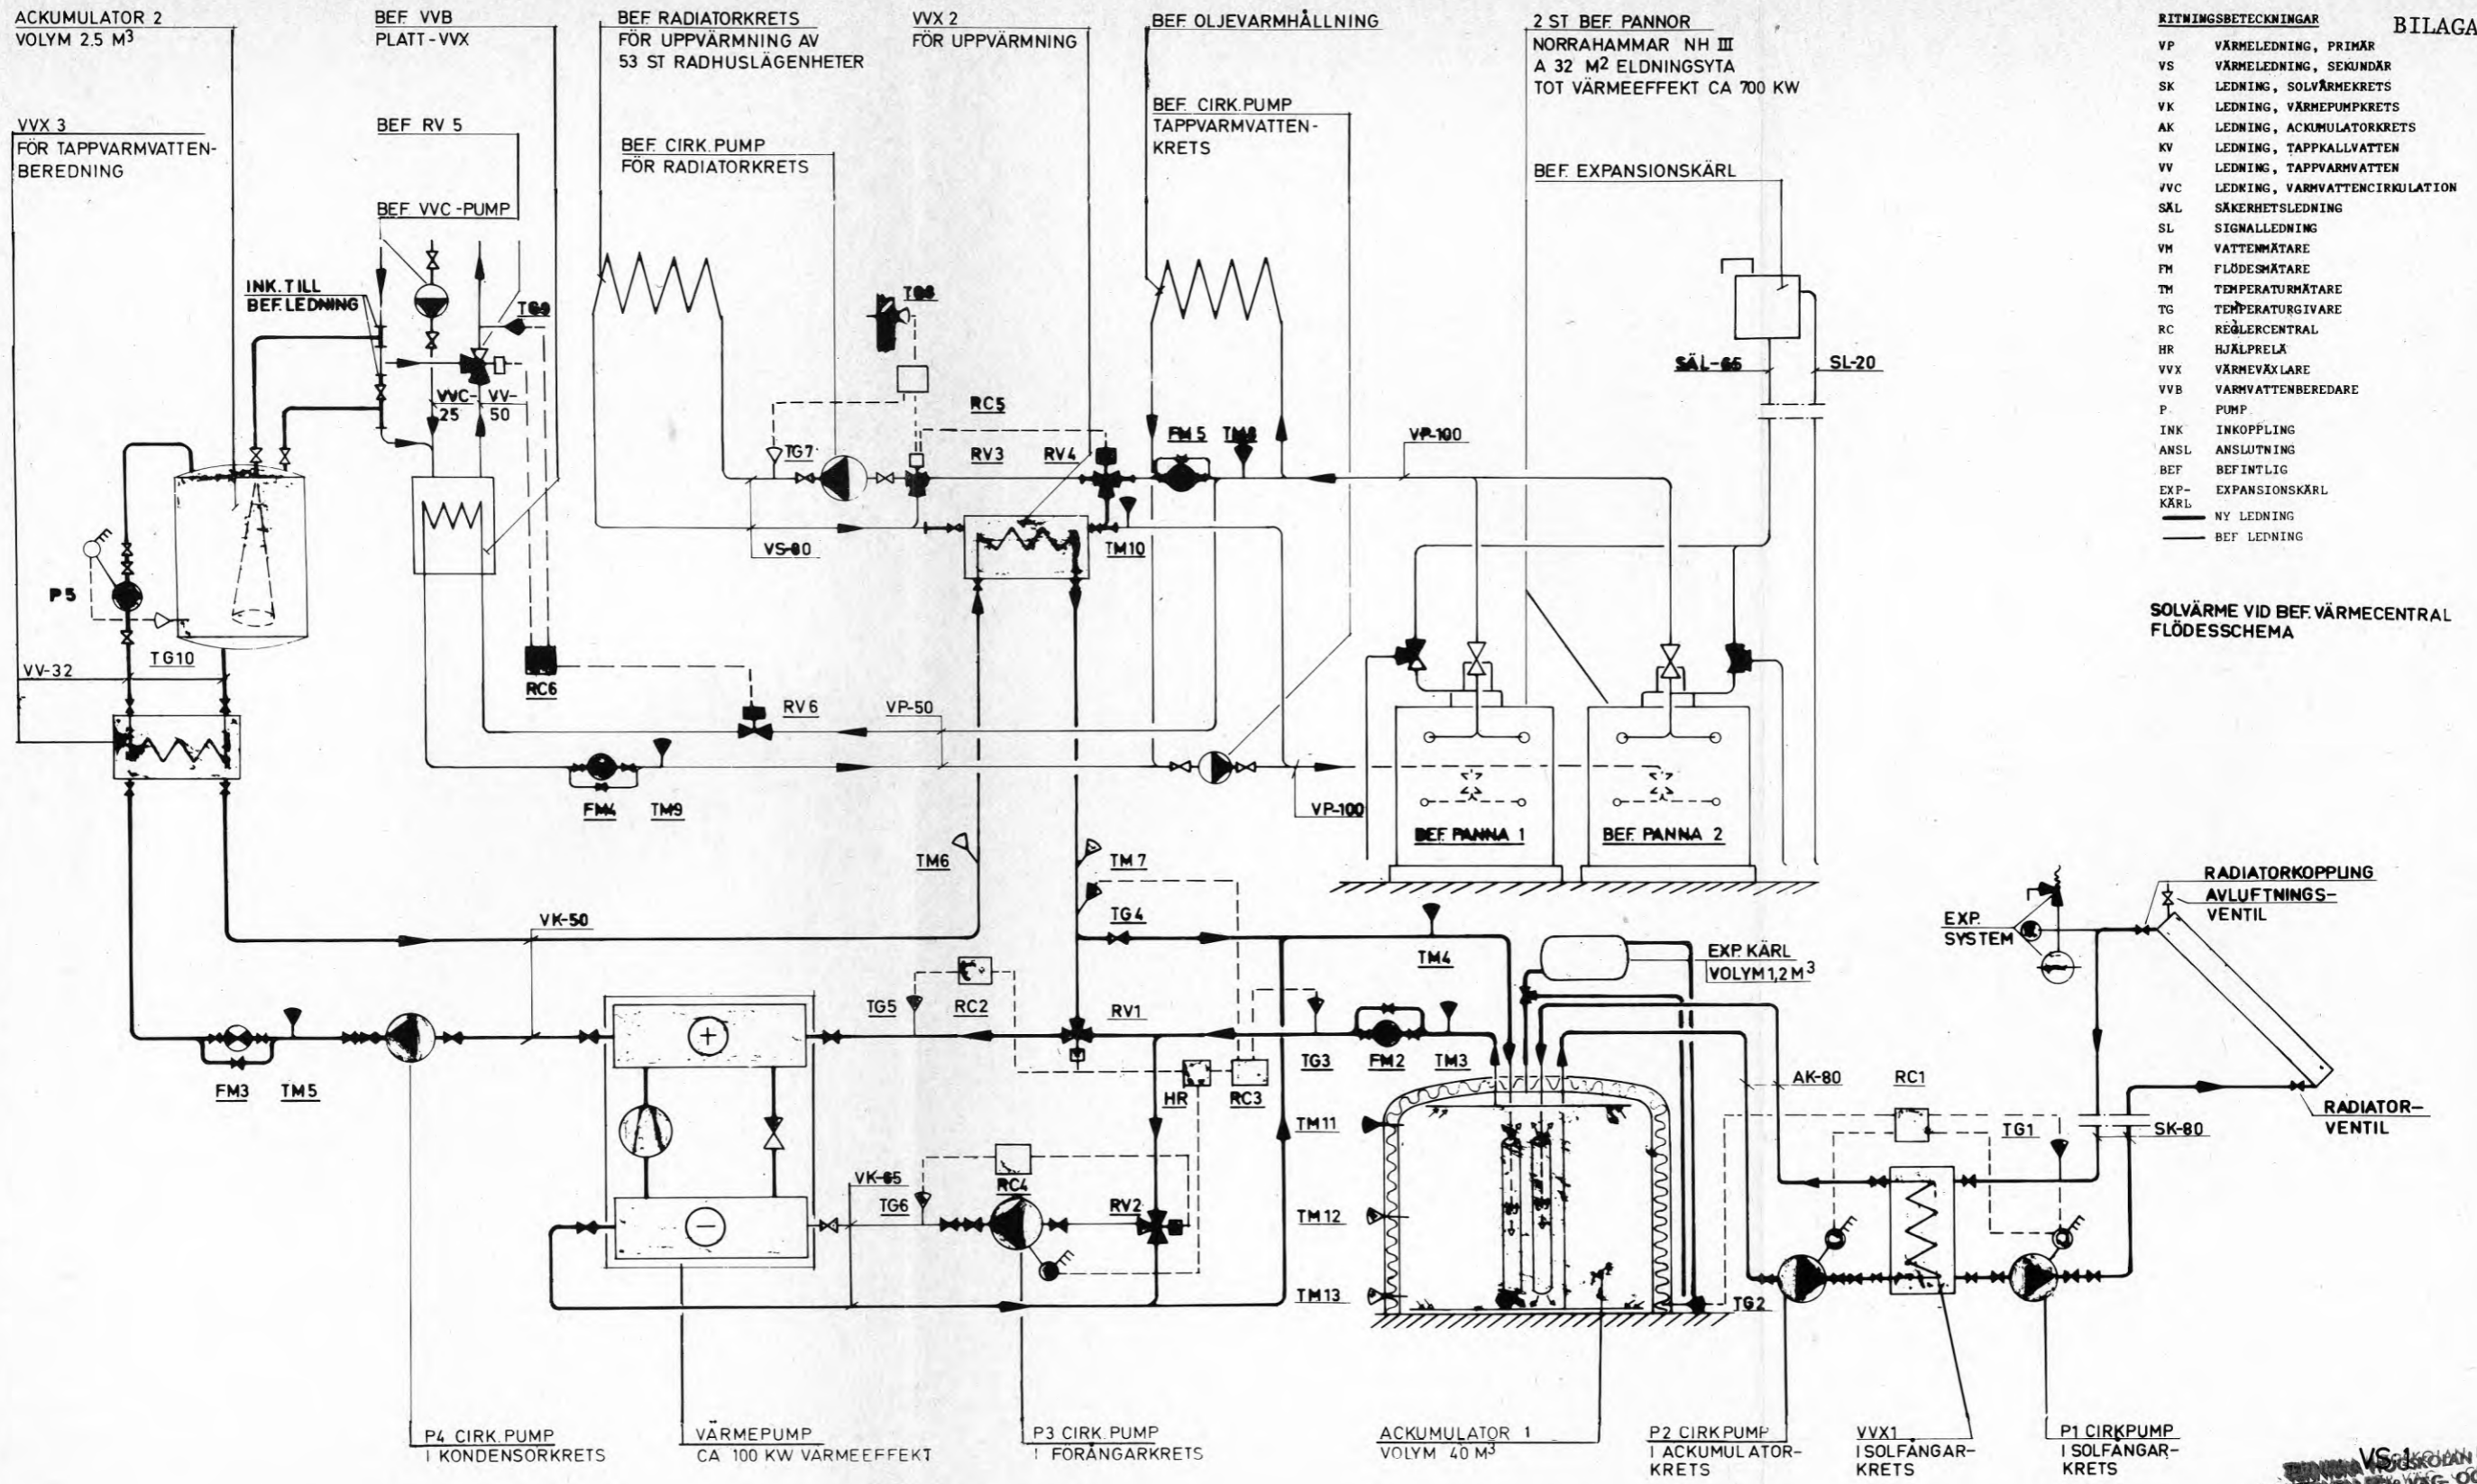 ACKUMULATOR 2
VOLYM 2.5 M³
VVX 3
FÖR TAPPVARMVATTEN-
BEREDNING
BEF. VVB
PLATT-VVX
BEF RV 5
BEF. VVC-PUMP
INK. TILL
BEF. LEDNING
BEF. RADIATORKRETS
FÖR UPPVÄRMNING AV
53 ST RADHUSLÄGENHETER
BEF. CIRK. PUMP
FÖR RADIATORKRETS
VVX 2
FÖR UPPVÄRMNING
BEF. OLJEVARMHÅLLNING
BEF. CIRK. PUMP
TAPPVARMVATTEN-
KRETS
2 ST BEF. PANNOR
NORRAHAMMAR NH III
A 32 M² ELDNINGSYTA
TOT VÄRMEEFFEKT CA 700 KW
BEF. EXPANSIONSKÄRL
BILAGA
RITNINGSBETECKNINGAR
VP VÄRMELEDNING, PRIMÄR
VS VÄRMELEDNING, SEKUNDÄR
SK LEDNING, SOLVÄRMEKRETS
VK LEDNING, VÄRMEPUMPKRETS
AK LEDNING, ACKUMULATORKRETS
KV LEDNING, TAPPKALLVATTEN
VV LEDNING, TAPPVARMVATTEN
VVC LEDNING, VARMVATTENCIRKULATION
SÄL SÄKERHETSLEDNING
SL SIGNALLEDNING
VM VATTENMÄTARE
FM FLÖDESMÄTARE
TM TEMPERATURMÄTARE
TG TEMPERATURGIVARE
RC REGLERCENTRAL
HR HJÄLPRELÄ
VVX VÄRMEVÄXLARE
VVB VARMVATTENBEREDARE
P PUMP
INK INKOPPLING
ANSL ANSLUTNING
BEF BEFINTLIG
EXP- EXPANSIONSKÄRL
KÄRL
NY LEDNING
BEF LEDNING
SOLVÄRME VID BEF. VÄRMECENTRAL
FLÖDESSCHEMA
TG9
VVC- VV-
25 50
TG8
RC5
TG7
RV3
RV4
FM 5
TM8
VP-100
SÄL-65
SL-20
VS-80
TM10
P5
TG10
VV-32
RC6
RV6
VP-50
FM4
TM9
VP-100
BEF. PANNA 1
BEF. PANNA 2
TM6
TM 7
TG4
VK-50
TM4
EXP. KÄRL
VOLYM 1,2 M³
EXP.
SYSTEM
RADIATORKOPPLING
AVLUFTNINGS-
VENTIL
TG5
RC2
RV1
FM3
TM5
TG3
FM2
TM3
HR
RC3
AK-80
RC1
TG1
SK-80
RADIATOR-
VENTIL
TM11
TM12
TM13
VK-65
TG6
RC4
RV2
TG2
P4 CIRK. PUMP
I KONDENSORKRETS
VÄRMEPUMP
CA 100 KW VÄRMEEFFEKT
P3 CIRK. PUMP
I FÖRÅNGARKRETS
ACKUMULATOR 1
VOLYM 40 M³
P2 CIRKPUMP
I ACKUMULATOR-
KRETS
VVX1
I SOLFÅNGAR-
KRETS
P1 CIRKPUMP
I SOLFÅNGAR-
KRETS
VS-1